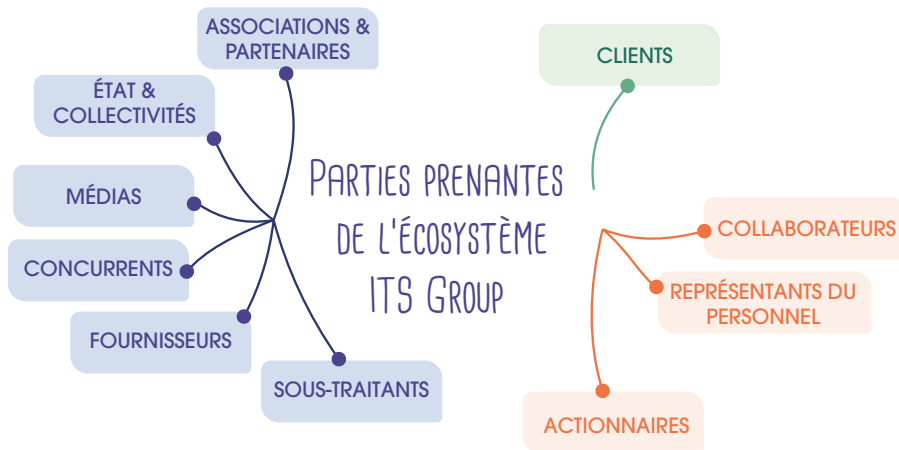 ASSOCIATIONS &
PARTENAIRES
ÉTAT &
COLLECTIVITÉS
MÉDIAS
CONCURRENTS
FOURNISSEURS
SOUS-TRAITANTS
PARTIES PRENANTES
DE L'ÉCOSYSTÈME
ITS GROUP
CLIENTS
COLLABORATEURS
REPRÉSENTANTS DU
PERSONNEL
ACTIONNAIRES